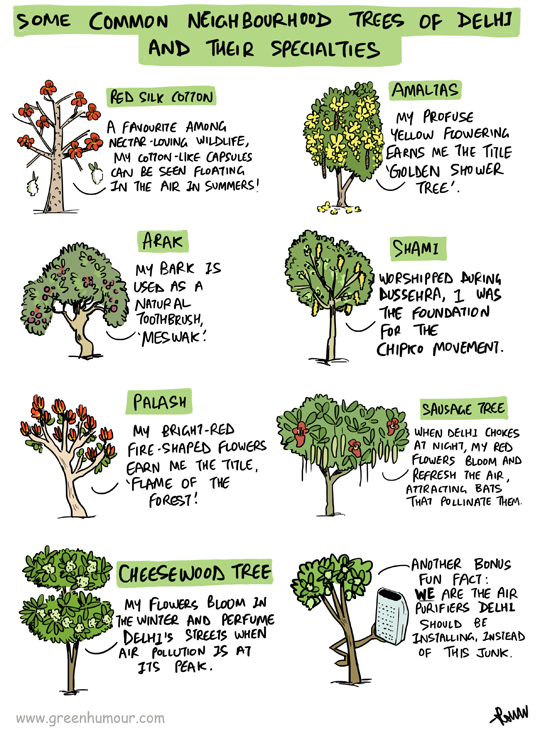 SOME COMMON NEIGHBOURHOOD TREES OF DELHI
AND THEIR SPECIALTIES
RED SILK COTTON
A FAVOURITE AMONG
NECTAR-LOVING WILDLIFE,
MY COTTON-LIKE CAPSULES
CAN BE SEEN FLOATING
IN THE AIR IN SUMMERS!
AMALTAS
MY PROFUSE
YELLOW FLOWERING
EARNS ME THE TITLE
'GOLDEN SHOWER
TREE'.
ARAK
MY BARK IS
USED AS A
NATURAL
TOOTHBRUSH,
'MESWAK'.
SHAMI
WORSHIPPED DURING
DUSSEHRA, I WAS
THE FOUNDATION
FOR THE
CHIPKO MOVEMENT.
PALASH
MY BRIGHT-RED
FIRE-SHAPED FLOWERS
EARN ME THE TITLE,
'FLAME OF THE
FOREST'!
SAUSAGE TREE
WHEN DELHI CHOKES
AT NIGHT, MY RED
FLOWERS BLOOM AND
REFRESH THE AIR,
ATTRACTING BATS
THAT POLLINATE THEM.
CHEESEWOOD TREE
MY FLOWERS BLOOM IN
THE WINTER AND PERFUME
DELHI'S STREETS WHEN
AIR POLLUTION IS AT
ITS PEAK.
ANOTHER BONUS
FUN FACT:
WE ARE THE AIR
PURIFIERS DELHI
SHOULD BE
INSTALLING, INSTEAD
OF THIS JUNK.
www.greenhumour.com